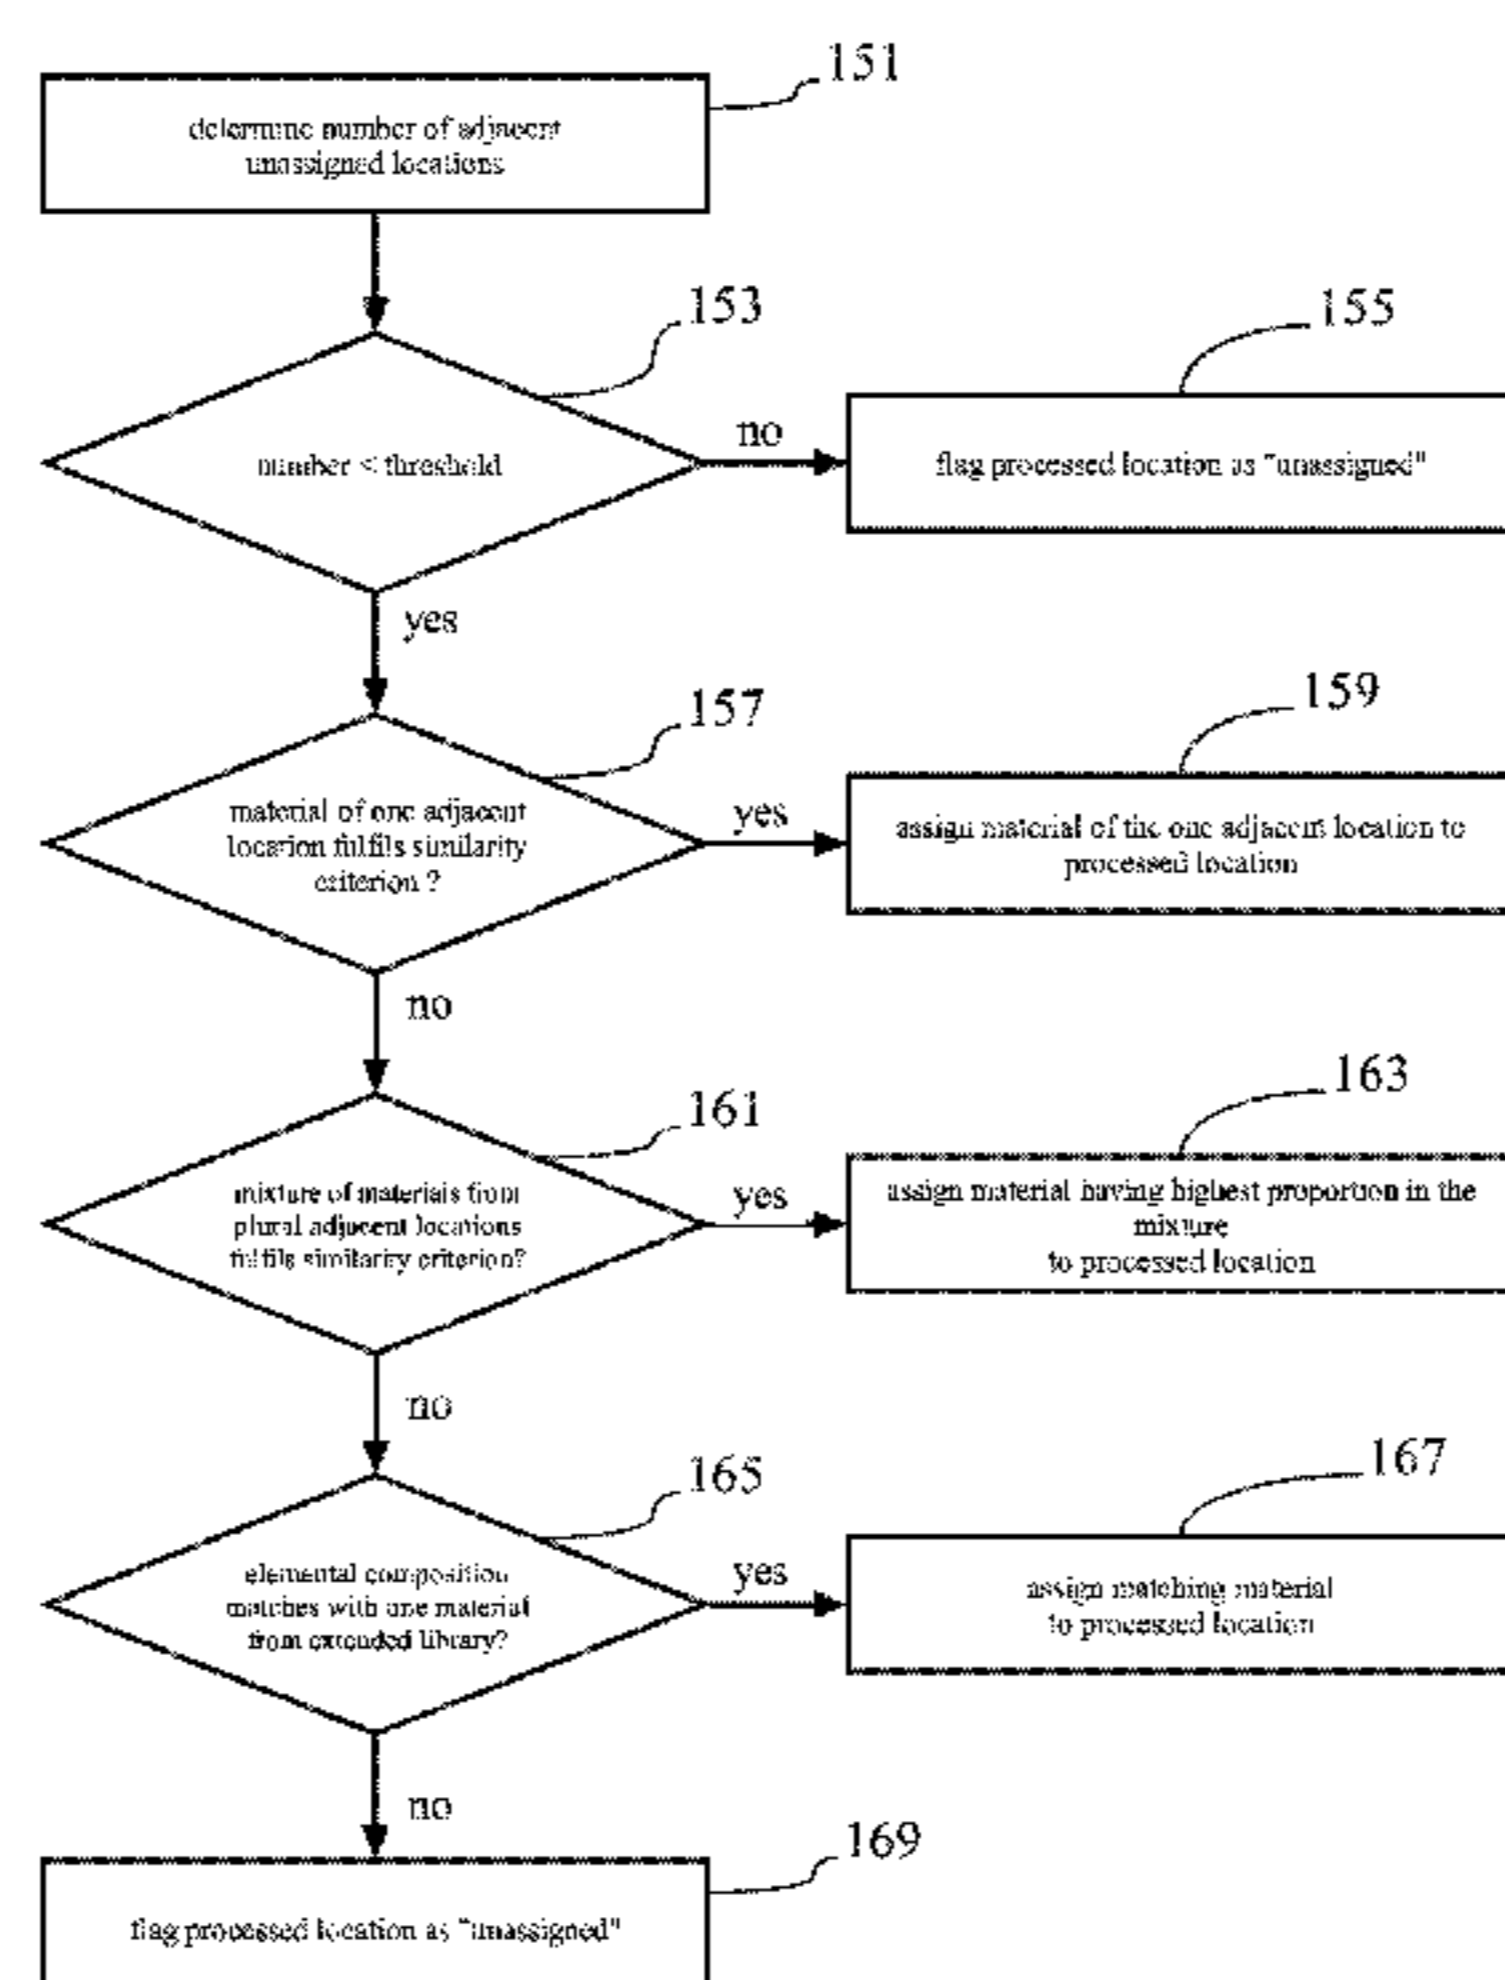 151
determine number of adjacent
unassigned locations
153
155
number < threshold
no
flag processed location as "unassigned"
yes
157
159
material of one adjacent
location fulfils similarity
criterion ?
yes
assign material of the one adjacent location to
processed location
no
161
163
mixture of materials from
plural adjacent locations
fulfils similarity criterion?
yes
assign material having highest proportion in the
mixture
to processed location
no
165
167
elemental composition
matches with one material
from extended library?
yes
assign matching material
to processed location
no
169
flag processed location as "unassigned"